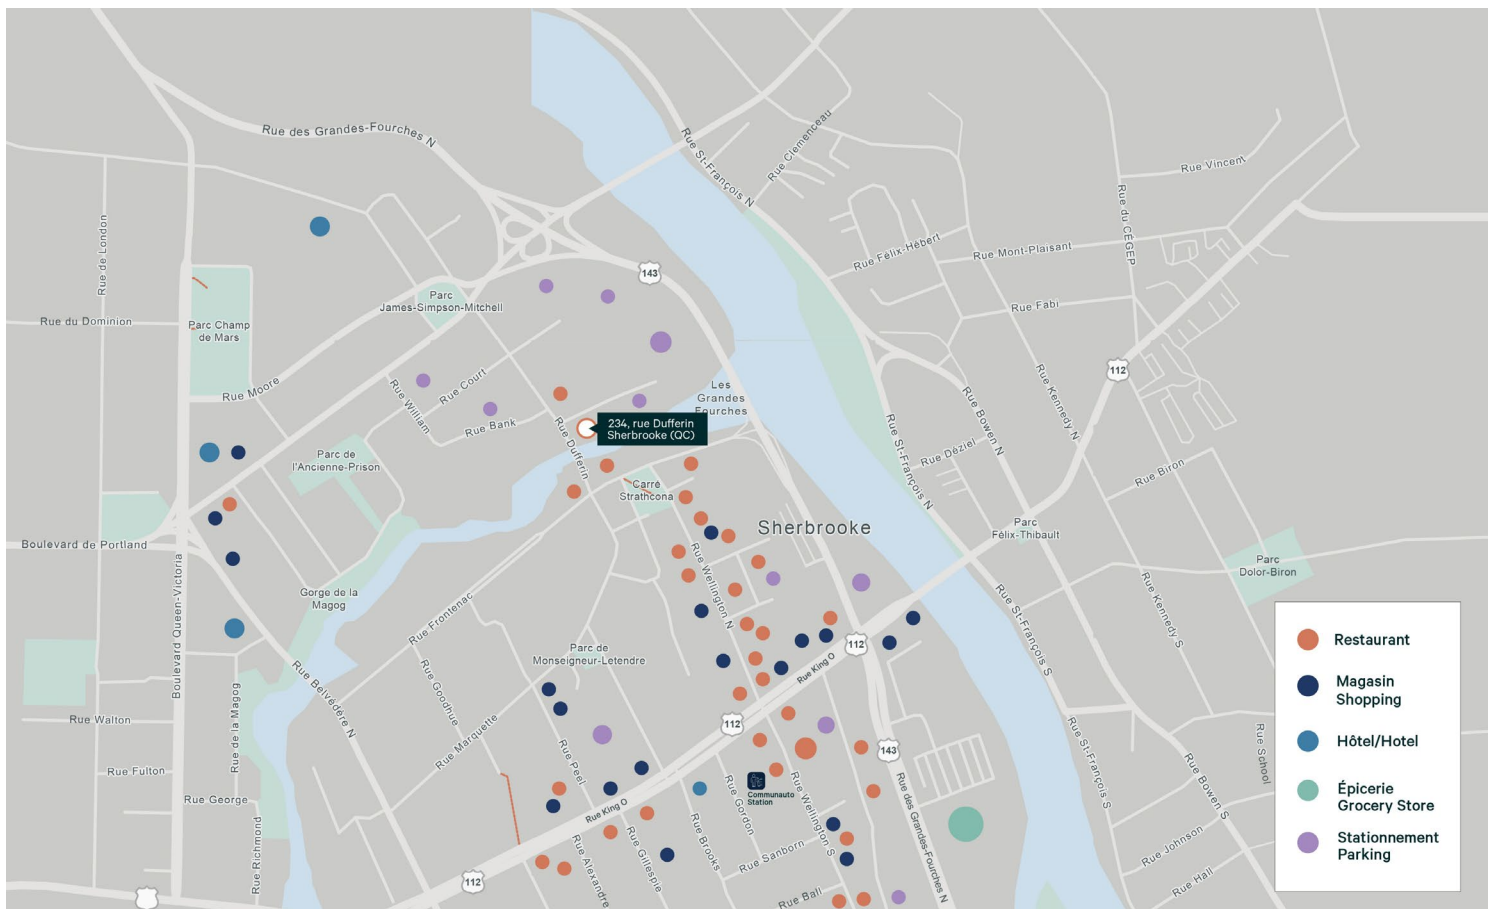 Rue des Grandes-Fourches N
Rue St-François N
Rue Clemenceau
Rue Vincent
Rue du CÉGEP
Rue de London
Rue Félix-Hébert
Rue Mont-Plaisant
143
Parc
James-Simpson-Mitchell
Rue Fabi
Rue du Dominion
Parc Champ
de Mars
112
Rue Moore
Rue Court
Rue William
Les
Grandes
Fourches
Rue Kennedy N
Rue Bowen N
234, rue Dufferin
Sherbrooke (QC)
Rue Bank
Rue Dufferin
Rue St-François N
Rue Déziel
Parc de
l'Ancienne-Prison
Rue Biron
Carré
Strathcona
Sherbrooke
Parc
Félix-Thibault
Boulevard de Portland
Parc
Dolor-Biron
Rue Wellington N
Gorge de la
Magog
Rue Frontenac
Rue St-François S
Rue Kennedy S
Boulevard Queen-Victoria
112
Parc de
Monseigneur-Letendre
Rue King O
Rue Belvédère N
Rue Goodhue
Rue de la Magog
Rue Walton
Rue Marquette
112
143
Rue Peel
Rue St-François S
Rue School
Rue Fulton
Rue Bowen S
Communauto
Station
Rue George
Rue King O
Rue Gordon
Rue Wellington S
Rue des Grandes-Fourches N
Rue Richmond
Rue Alexandre
Rue Gillespie
Rue Brooks
Rue Sanborn
Rue Johnson
112
Rue Ball
Rue Hall
Restaurant
Magasin
Shopping
Hôtel/Hotel
Épicerie
Grocery Store
Stationnement
Parking